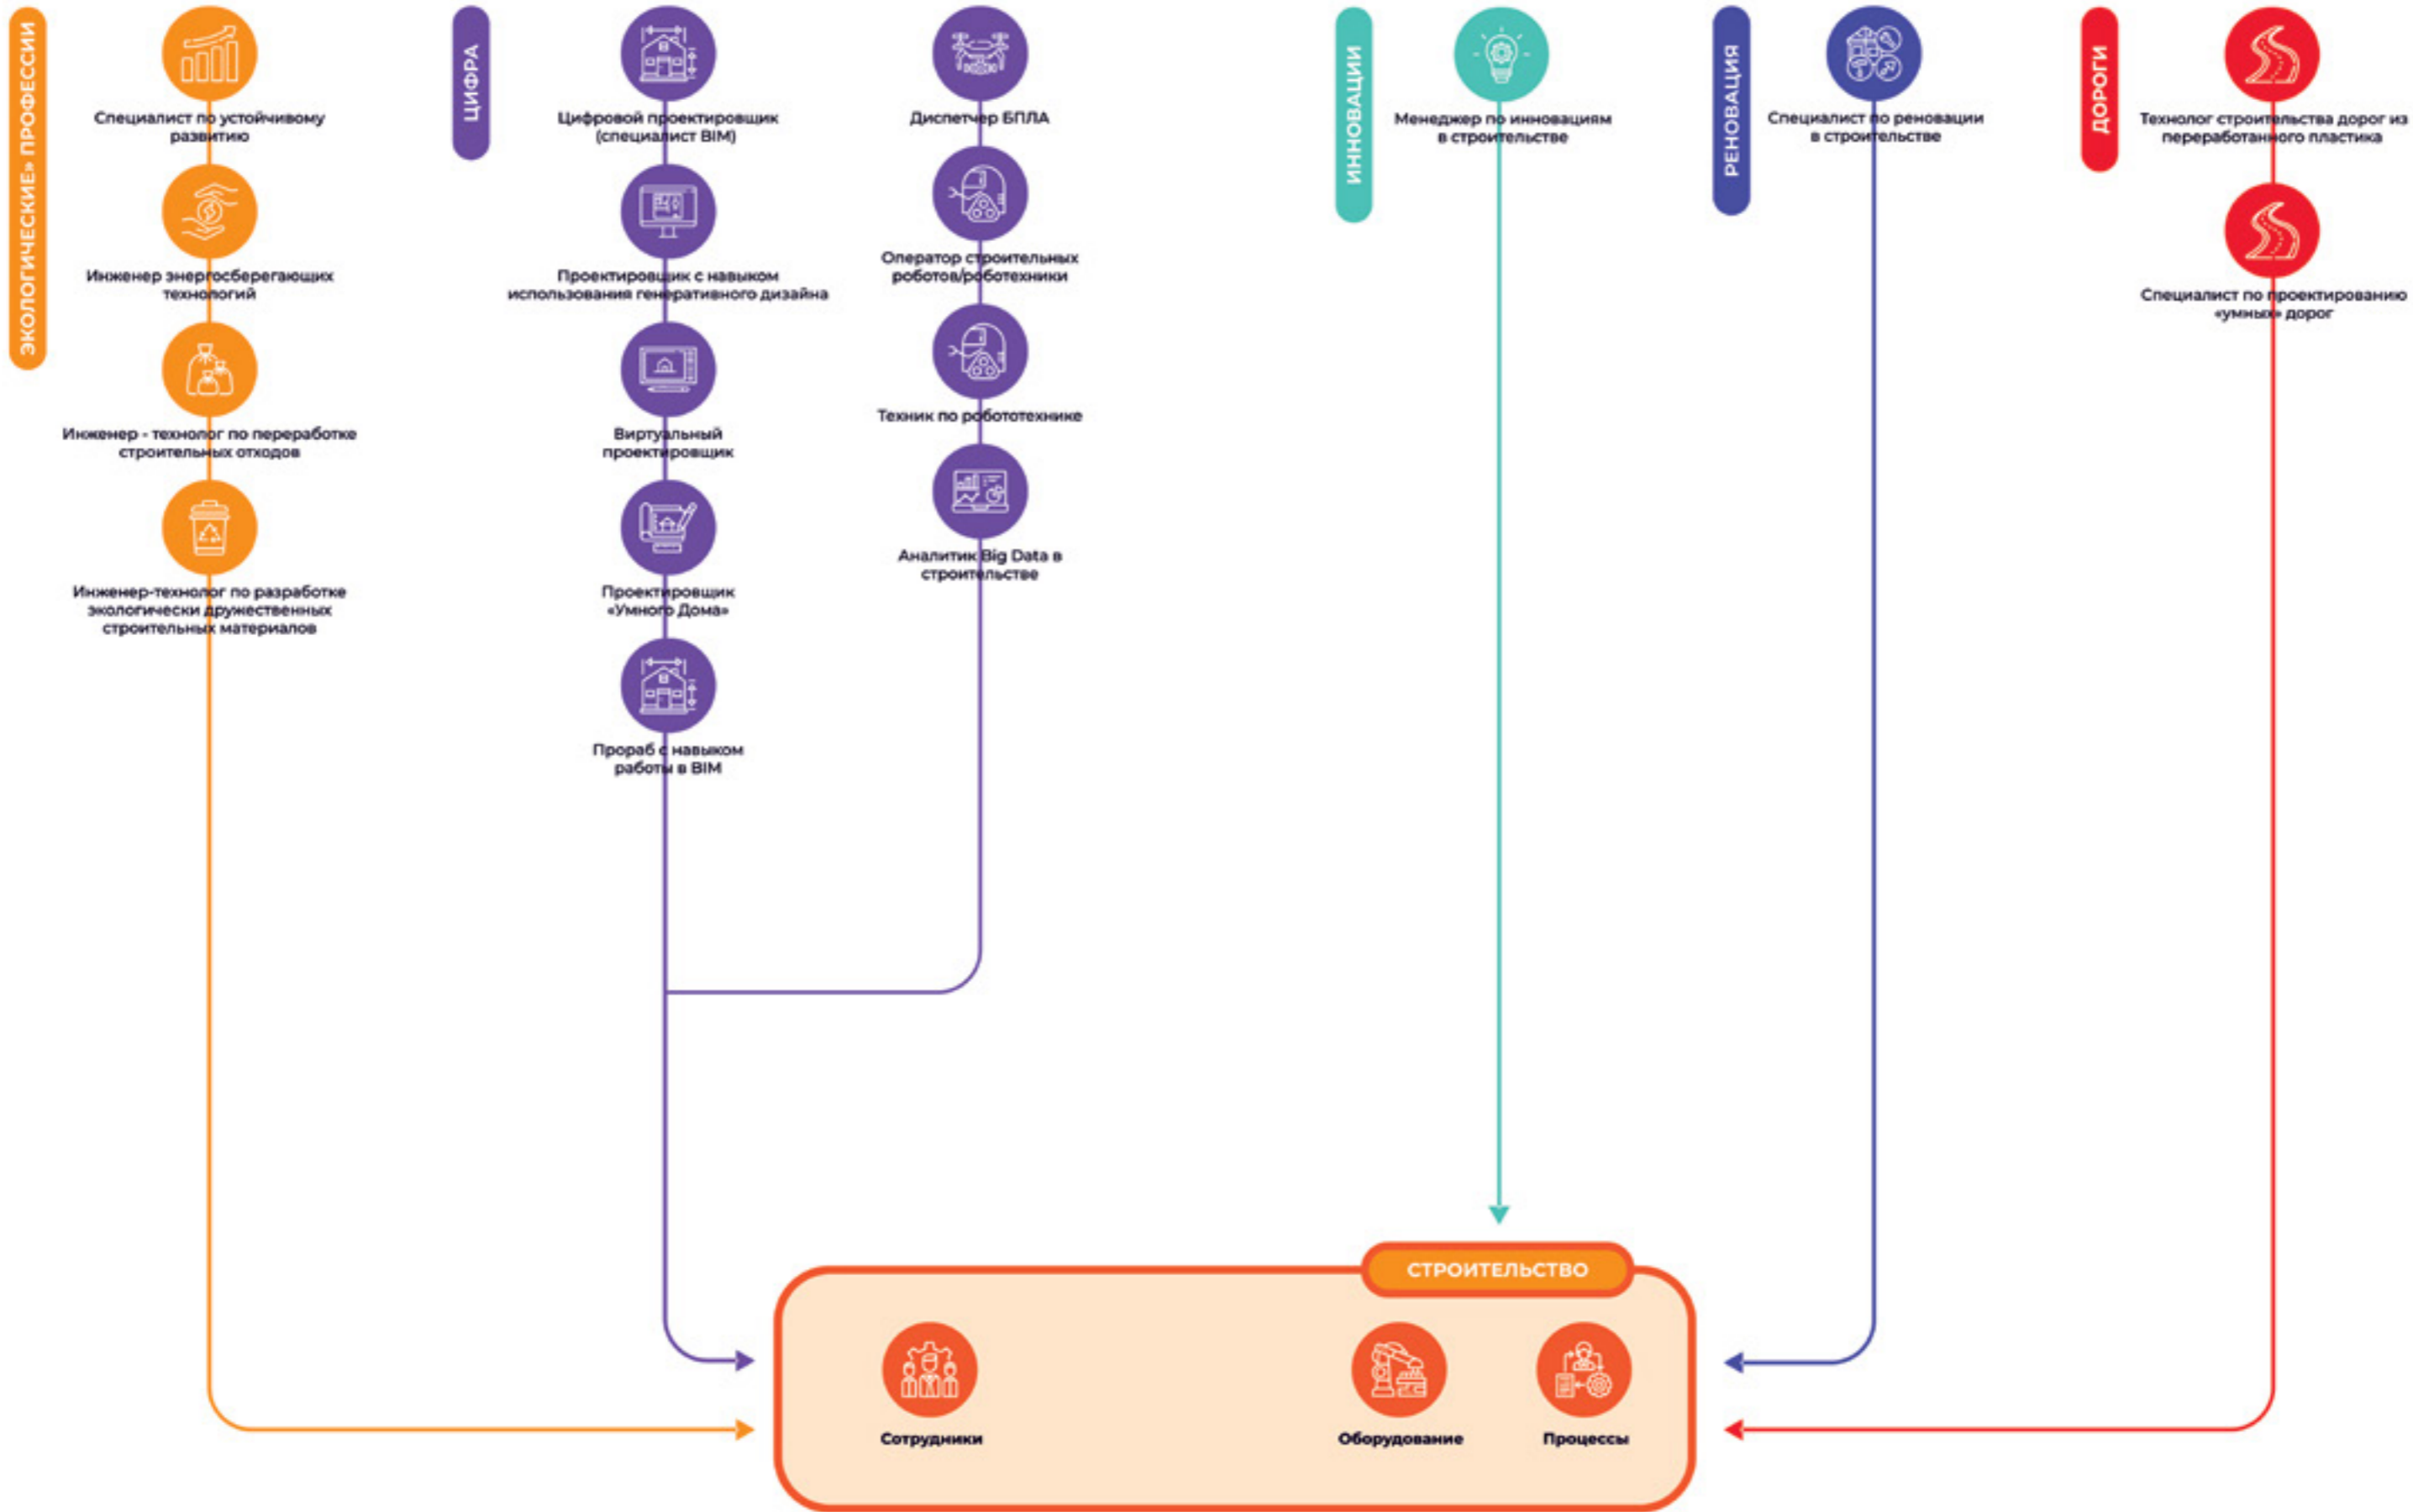 ЭКОЛОГИЧЕСКИЕ» ПРОФЕССИИ
Специалист по устойчивому
развитию
Инженер энергосберегающих
технологий
Инженер - технолог по переработке
строительных отходов
Инженер-технолог по разработке
экологически дружественных
строительных материалов
ЦИФРА
Цифровой проектировщик
(специалист BIM)
Проектировщик с навыком
использования генеративного дизайна
Виртуальный
проектировщик
Проектировщик
«Умного Дома»
Прораб с навыком
работы в BIM
Диспетчер БПЛА
Оператор строительных
роботов/роботехники
Техник по робототехнике
Аналитик Big Data в
строительстве
ИННОВАЦИИ
Менеджер по инновациям
в строительстве
РЕНОВАЦИЯ
Специалист по реновации
в строительстве
ДОРОГИ
Технолог строительства дорог из
переработанного пластика
Специалист по проектированию
«умных» дорог
СТРОИТЕЛЬСТВО
Сотрудники
Оборудование
Процессы